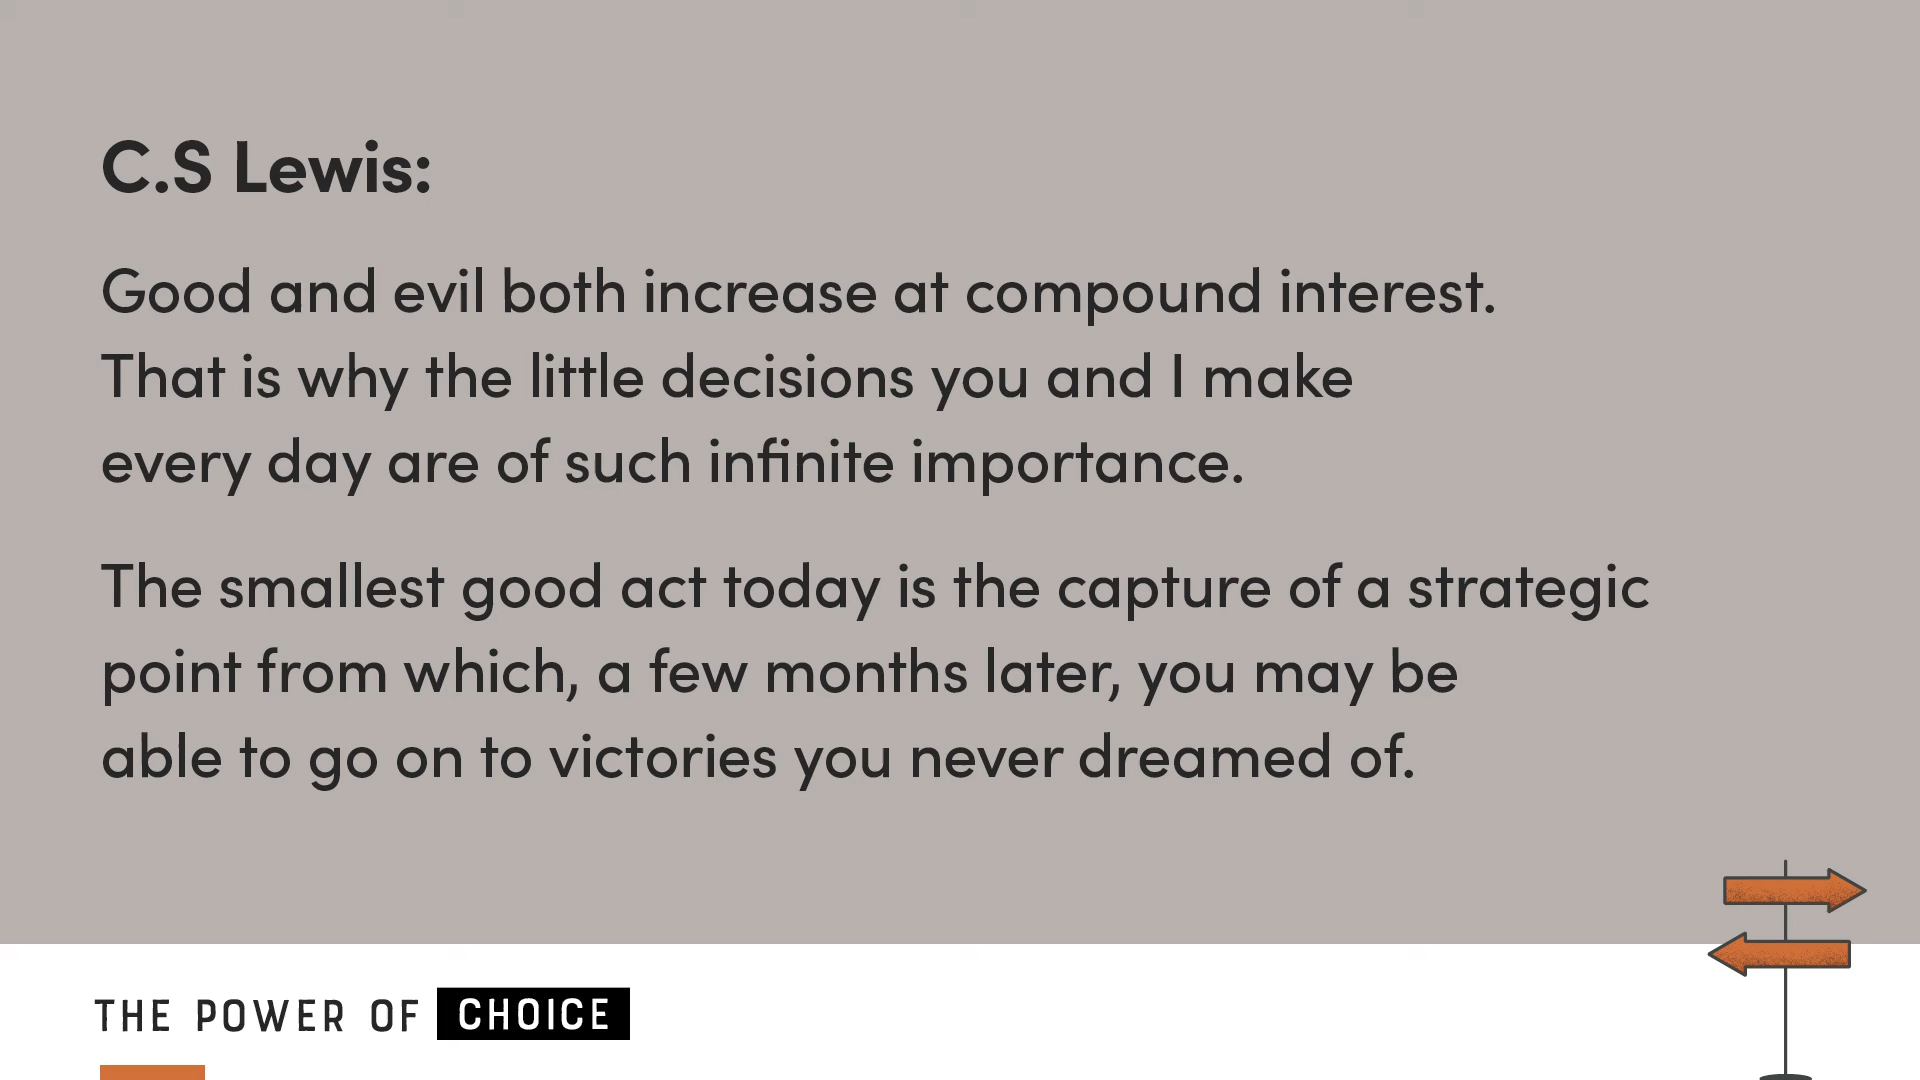 C.S Lewis:
Good and evil both increase at compound interest.
That is why the little decisions you and I make
every day are of such infinite importance.
The smallest good act today is the capture of a strategic
point from which, a few months later, you may be
able to go on to victories you never dreamed of.
THE POWER OF CHOICE